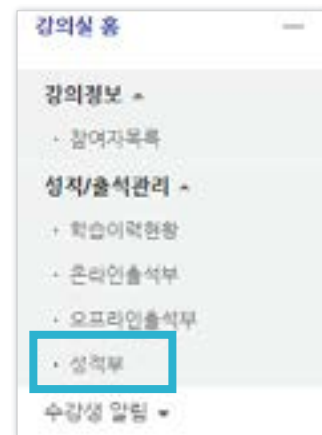 강의실 홈
강의정보
· 참여자목록
성적/출석관리
· 학습이력현황
· 온라인출석부
· 오프라인출석부
· 성적부
수강생 알림